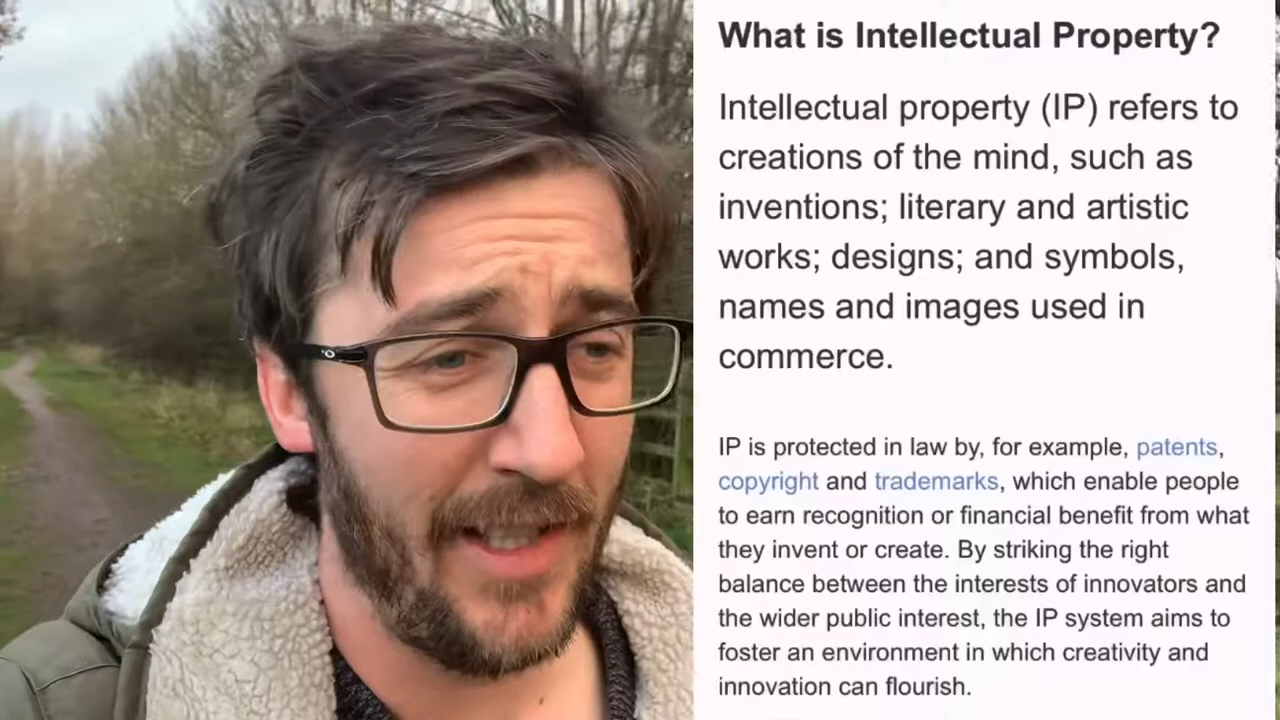 What is Intellectual Property?
Intellectual property (IP) refers to
creations of the mind, such as
inventions; literary and artistic
works; designs; and symbols,
names and images used in
commerce.
IP is protected in law by, for example, patents,
copyright and trademarks, which enable people
to earn recognition or financial benefit from what
they invent or create. By striking the right
balance between the interests of innovators and
the wider public interest, the IP system aims to
foster an environment in which creativity and
innovation can flourish.